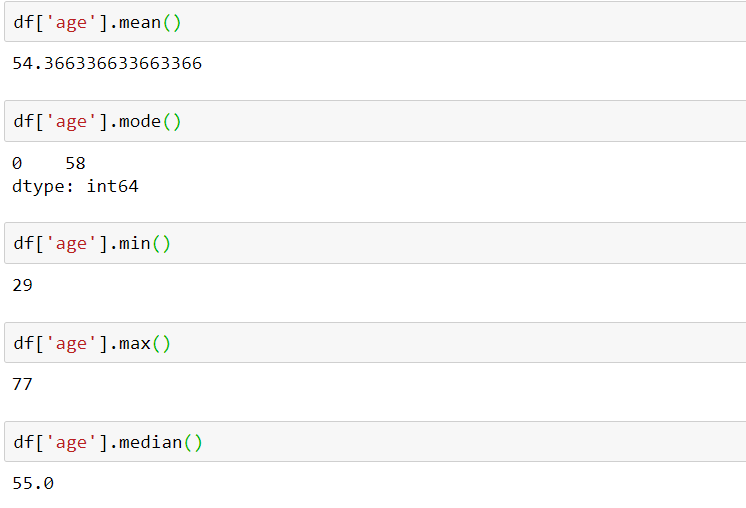 df['age'].mean()
54.366336633663366
df['age'].mode()
0    58
dtype: int64
df['age'].min()
29
df['age'].max()
77
df['age'].median()
55.0